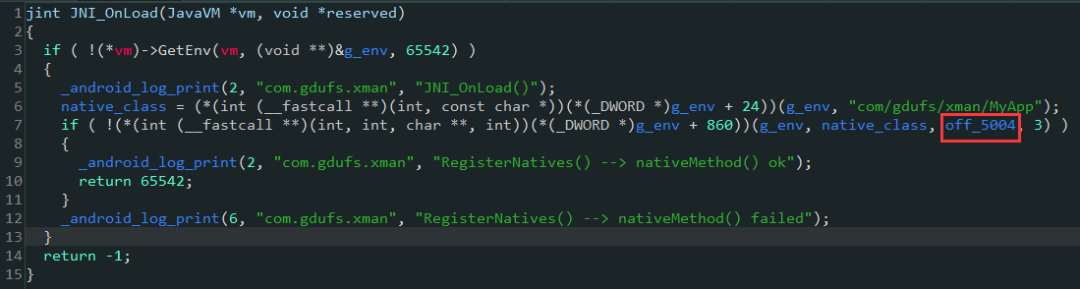 1 jint JNI_OnLoad(JavaVM *vm, void *reserved)
2 {
3 if ( !(*vm)->GetEnv(vm, (void **)&g_env, 65542) )
4 {
5 _android_log_print(2, "com.gdufs.xman", "JNI_OnLoad()");
6 native_class = (*(int (__fastcall **)(int, const char *))(*(_DWORD *)g_env + 24))(g_env, "com/gdufs/xman/MyApp");
7 if ( !(*(int (__fastcall **)(int, int, char **, int))(*(_DWORD *)g_env + 860))(g_env, native_class, off_5004, 3) )
8 {
9 _android_log_print(2, "com.gdufs.xman", "RegisterNatives() --> nativeMethod() ok");
10 return 65542;
11 }
12 _android_log_print(6, "com.gdufs.xman", "RegisterNatives() --> nativeMethod() failed");
13 }
14 return -1;
15 }